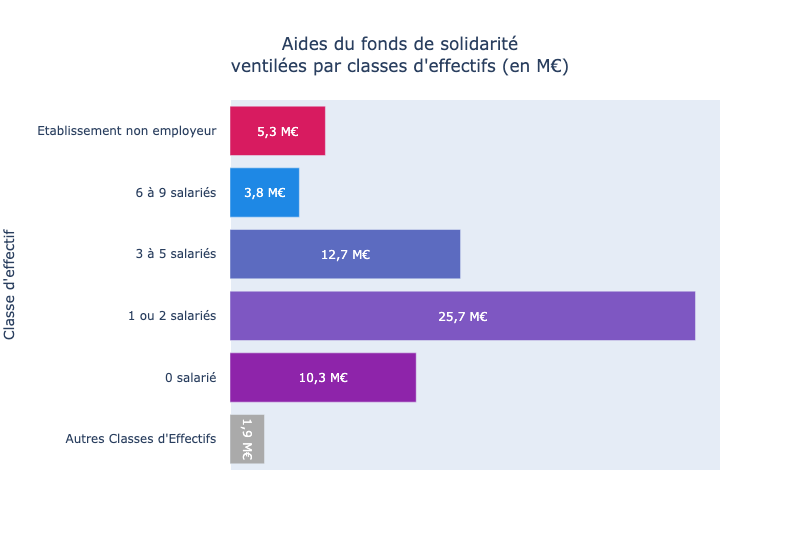 Aides du fonds de solidarité
ventilées par classes d'effectifs (en M€)
Classe d'effectif
Etablissement non employeur
5,3 M€
6 à 9 salariés
3,8 M€
3 à 5 salariés
12,7 M€
1 ou 2 salariés
25,7 M€
0 salarié
10,3 M€
Autres Classes d'Effectifs
1,9 M€